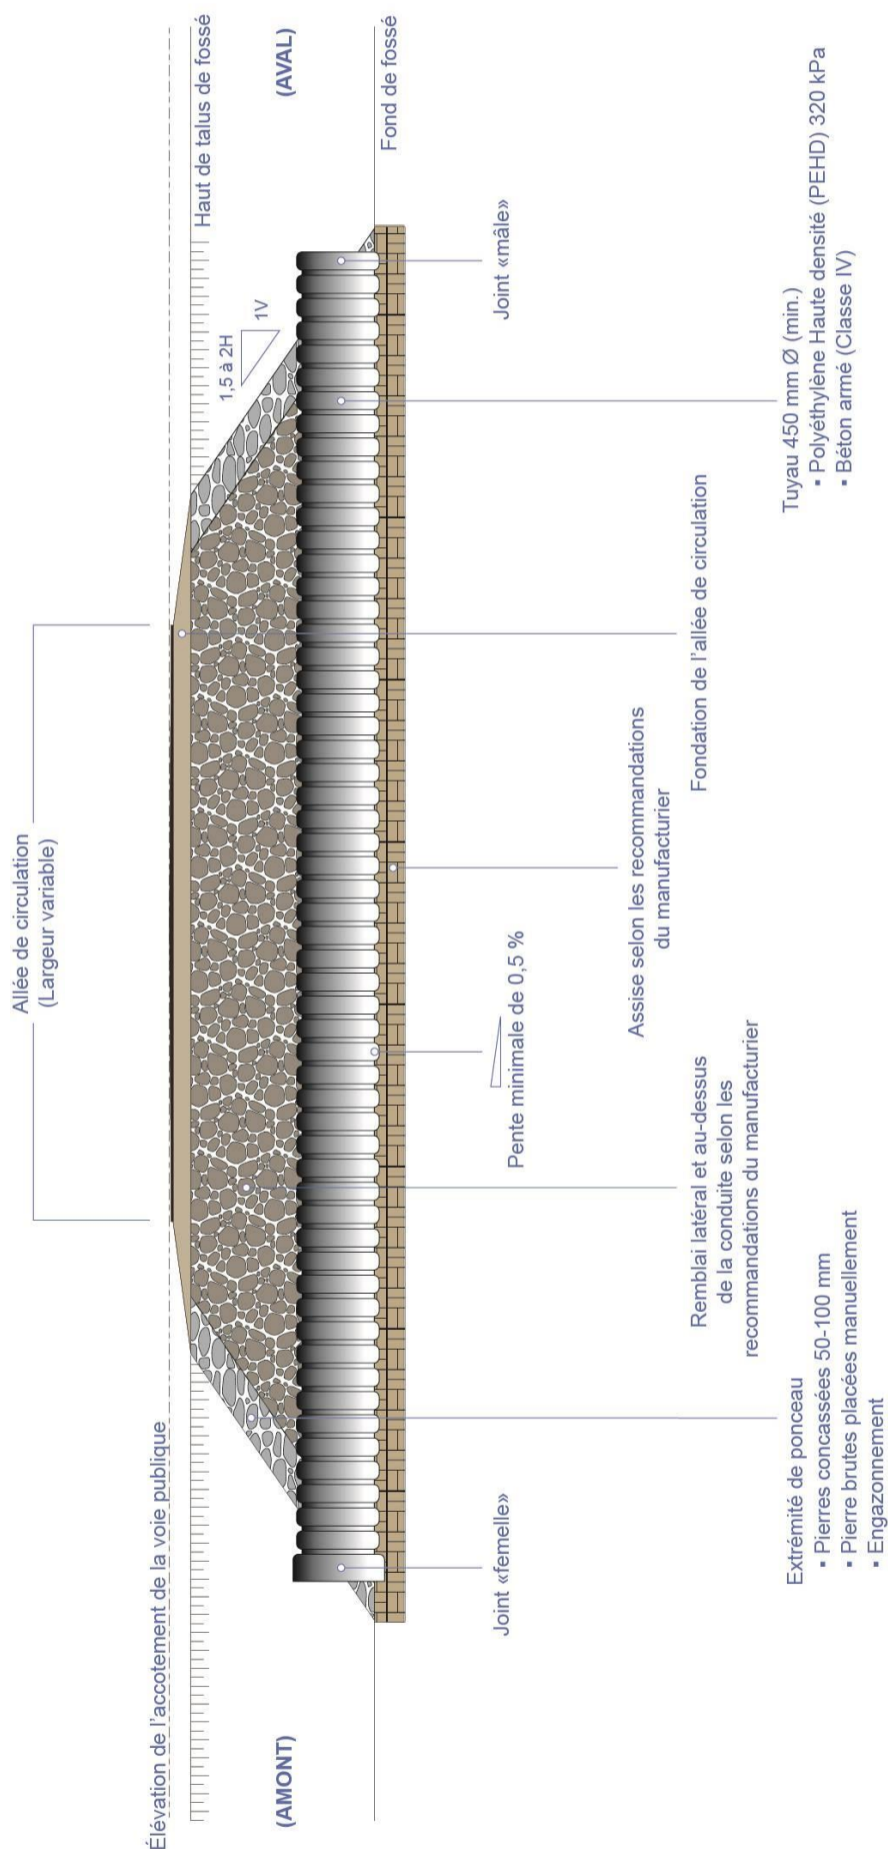 Allée de circulation
(Largeur variable)
Élévation de l'accotement de la voie publique
Haut de talus de fossé
(AMONT)
(AVAL)
1,5 à 2H
1V
Fond de fossé
Joint «femelle»
Pente minimale de 0,5 %
Joint «mâle»
Assise selon les recommandations
du manufacturier
Remblai latéral et au-dessus
de la conduite selon les
recommandations du manufacturier
Fondation de l'allée de circulation
Extrémité de ponceau
▪ Pierres concassées 50-100 mm
▪ Pierre brutes placées manuellement
▪ Engazonnement
Tuyau 450 mm Ø (min.)
▪ Polyéthylène Haute densité (PEHD) 320 kPa
▪ Béton armé (Classe IV)